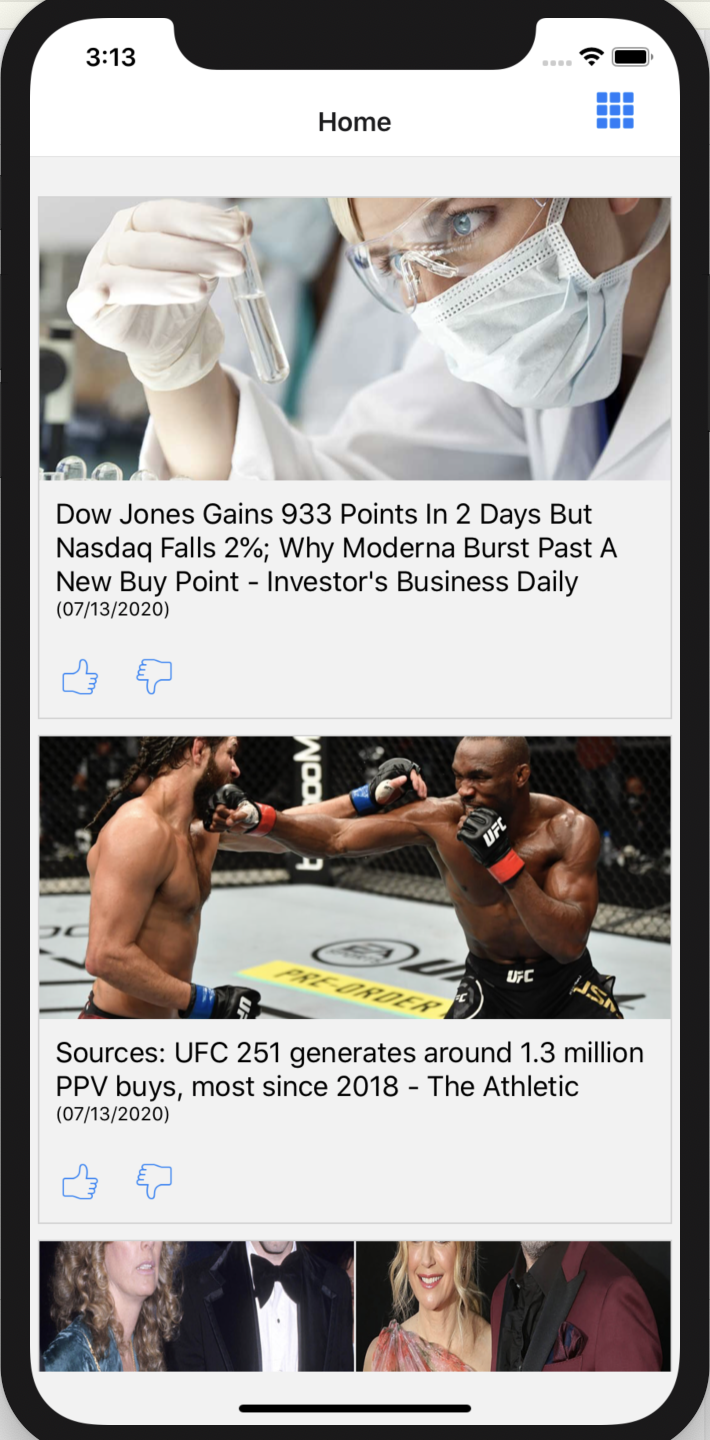 3:13
Home
Dow Jones Gains 933 Points In 2 Days But
Nasdaq Falls 2%; Why Moderna Burst Past A
New Buy Point - Investor's Business Daily
(07/13/2020)
UFC
UFC
PRE-ORDER
Sources: UFC 251 generates around 1.3 million
PPV buys, most since 2018 - The Athletic
(07/13/2020)